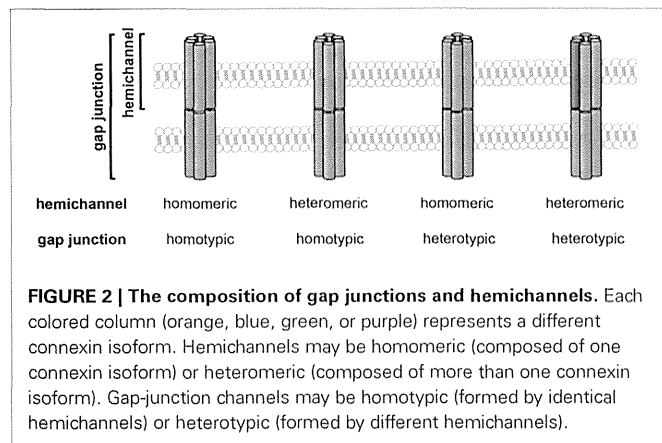 gap junction
hemichannel
hemichannel homomeric heteromeric homomeric heteromeric
gap junction homotypic homotypic heterotypic heterotypic
FIGURE 2 | The composition of gap junctions and hemichannels. Each
colored column (orange, blue, green, or purple) represents a different
connexin isoform. Hemichannels may be homomeric (composed of one
connexin isoform) or heteromeric (composed of more than one connexin
isoform). Gap-junction channels may be homotypic (formed by identical
hemichannels) or heterotypic (formed by different hemichannels).